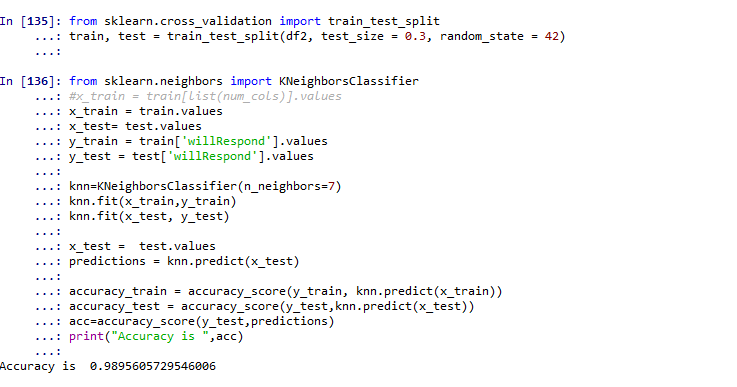 In [135]: from sklearn.cross_validation import train_test_split
...: train, test = train_test_split(df2, test_size = 0.3, random_state = 42)
...:
In [136]: from sklearn.neighbors import KNeighborsClassifier
...: #x_train = train[list(num_cols)].values
...: x_train = train.values
...: x_test= test.values
...: y_train = train['willRespond'].values
...: y_test = test['willRespond'].values
...:
...: knn=KNeighborsClassifier(n_neighbors=7)
...: knn.fit(x_train,y_train)
...: knn.fit(x_test, y_test)
...:
...: x_test =  test.values
...: predictions = knn.predict(x_test)
...:
...: accuracy_train = accuracy_score(y_train, knn.predict(x_train))
...: accuracy_test = accuracy_score(y_test,knn.predict(x_test))
...: acc=accuracy_score(y_test,predictions)
...: print("Accuracy is ",acc)
...:
Accuracy is  0.9895605729546006